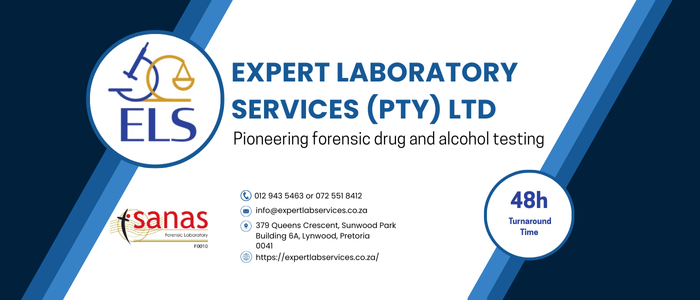 ELS
EXPERT LABORATORY
SERVICES (PTY) LTD
Pioneering forensic drug and alcohol testing
sanas
Forensic Laboratory
F0010
012 943 5463 or 072 551 8412
info@expertlabservices.co.za
379 Queens Crescent, Sunwood Park
Building 6A, Lynwood, Pretoria
0041
https://expertlabservices.co.za/
48h
Turnaround
Time